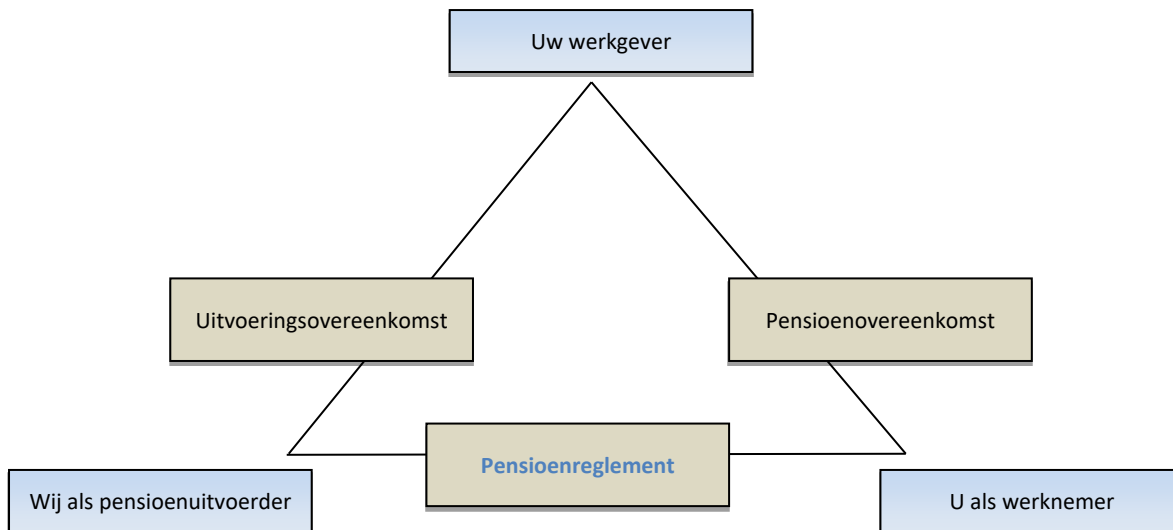 Uw werkgever
Uitvoeringsovereenkomst
Pensioenovereenkomst
Pensioenreglement
Wij als pensioenuitvoerder
U als werknemer